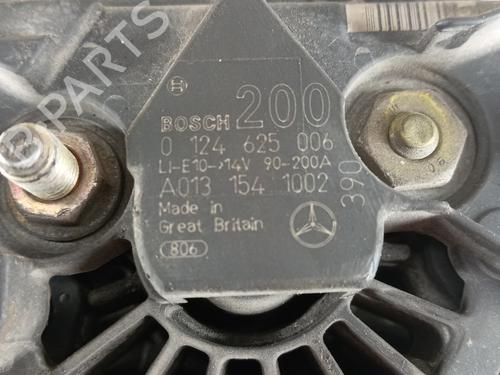 PARTS
BOSCH 200
0 124 625 006
LI-E10->14V 90-200A
A013 154 1002
390
Made in
Great Britain
806